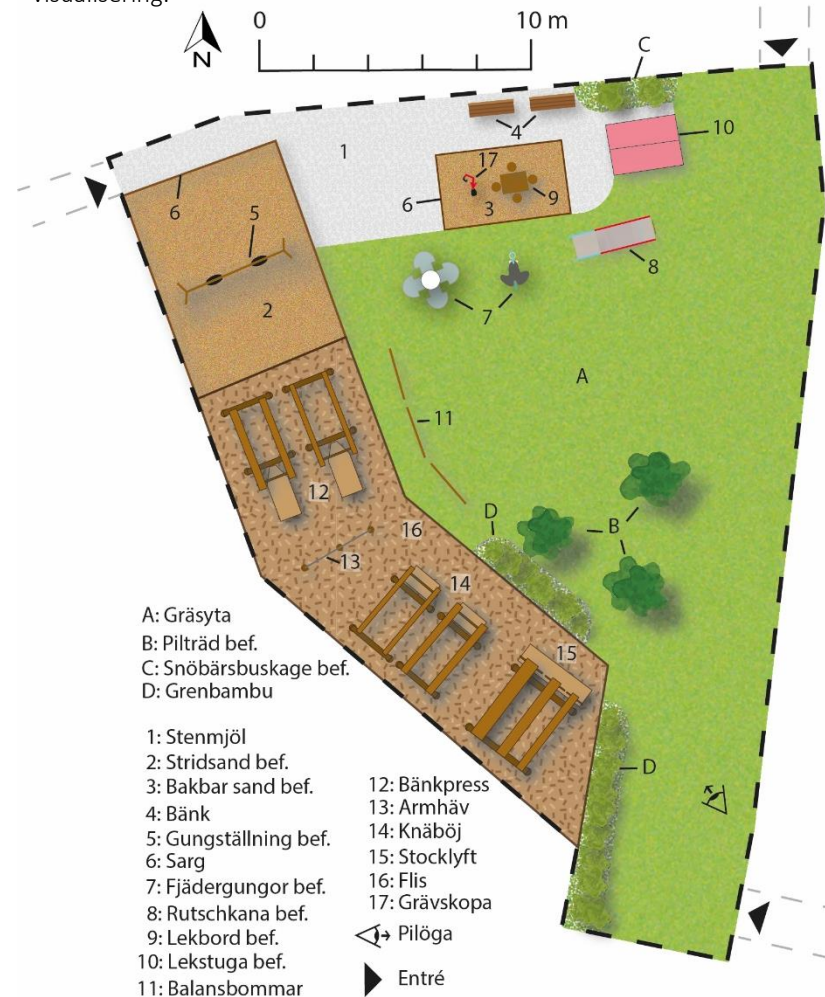 visualisering.
0
10 m
N
C
4
10
1
17
6
5
6
3
9
8
2
7
A
11
12
D
B
16
13
14
15
D
A: Gräsyta
B: Pilträd bef.
C: Snöbärsbuskage bef.
D: Grenbambu
1: Stenmjöl
2: Stridsand bef.
3: Bakbar sand bef.
4: Bänk
5: Gungställning bef.
6: Sarg
7: Fjädergungor bef.
8: Rutschkana bef.
9: Lekbord bef.
10: Lekstuga bef.
11: Balansbommar
12: Bänkpress
13: Armhäv
14: Knäböj
15: Stocklyft
16: Flis
17: Grävskopa
Pilöga
Entré